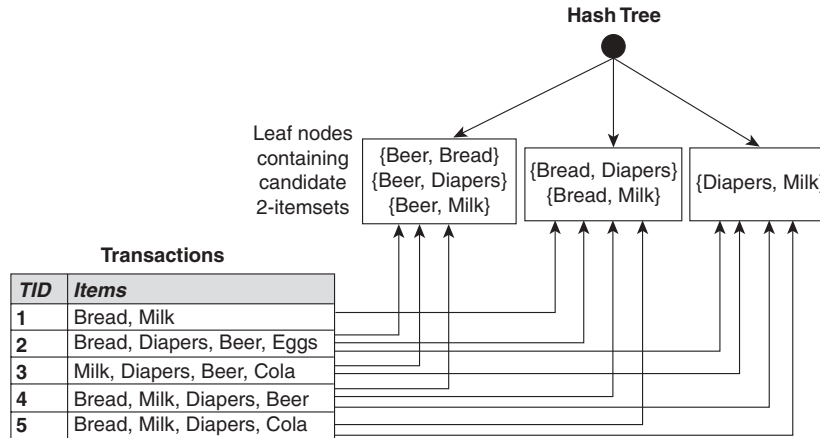 Hash Tree
Leaf nodes
containing
candidate
2-itemsets
{Beer, Bread}
{Beer, Diapers}
{Beer, Milk}
{Bread, Diapers}
{Bread, Milk}
{Diapers, Milk}
Transactions
TID Items
1 Bread, Milk
2 Bread, Diapers, Beer, Eggs
3 Milk, Diapers, Beer, Cola
4 Bread, Milk, Diapers, Beer
5 Bread, Milk, Diapers, Cola